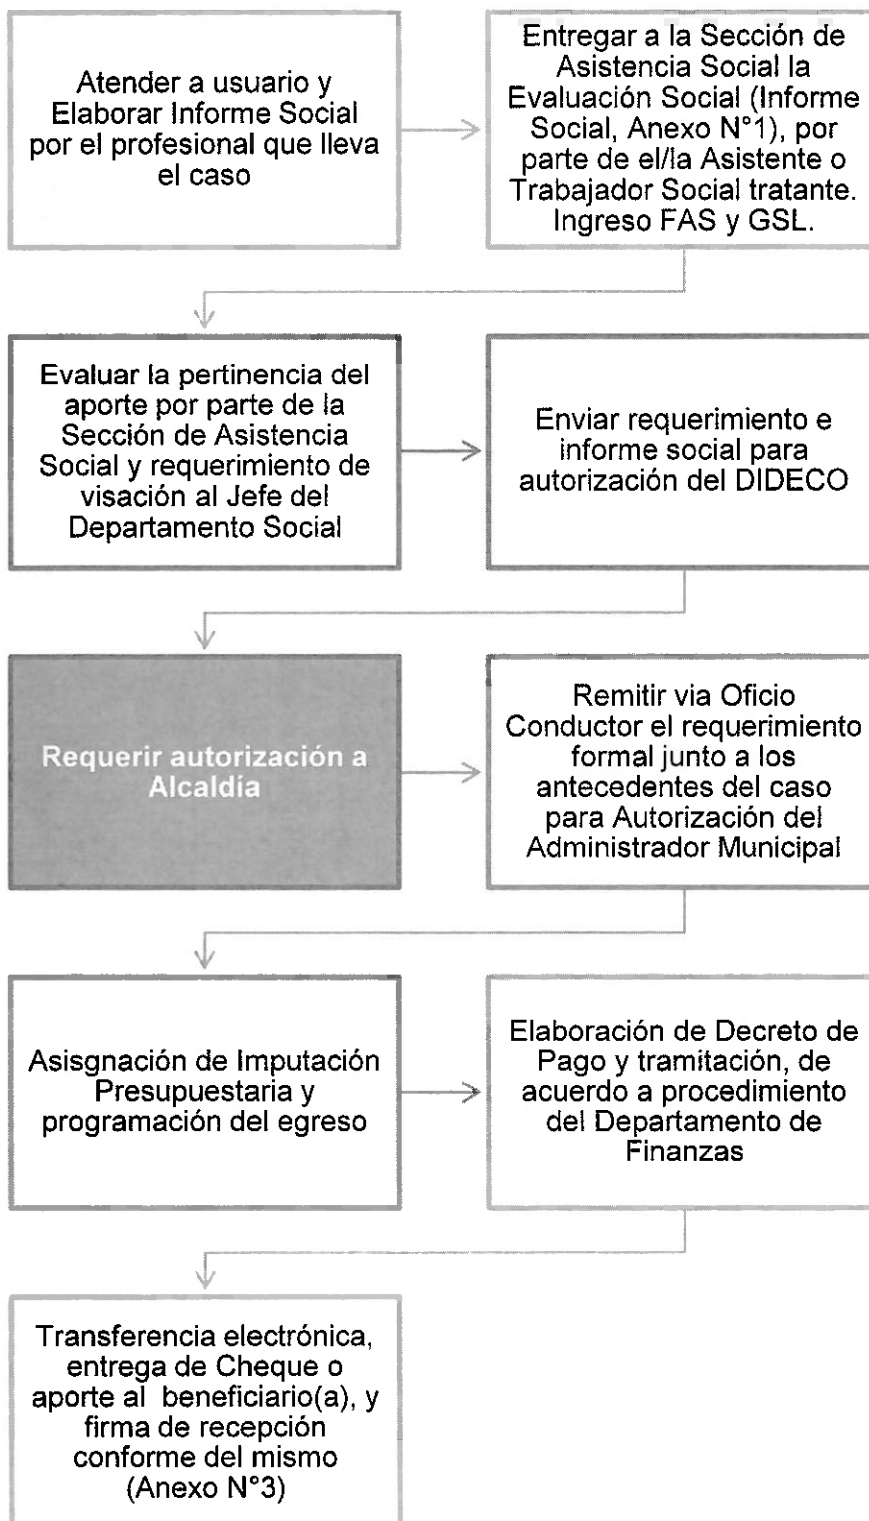 Atender a usuario y
Elaborar Informe Social
por el profesional que lleva
el caso
Entregar a la Sección de
Asistencia Social la
Evaluación Social (Informe
Social, Anexo N°1), por
parte de el/la Asistente o
Trabajador Social tratante.
Ingreso FAS y GSL.
Evaluar la pertinencia del
aporte por parte de la
Sección de Asistencia
Social y requerimiento de
visación al Jefe del
Departamento Social
Enviar requerimiento e
informe social para
autorización del DIDECO
Requerir autorización a
Alcaldía
Remitir via Oficio
Conductor el requerimiento
formal junto a los
antecedentes del caso
para Autorización del
Administrador Municipal
Asisgnación de Imputación
Presupuestaria y
programación del egreso
Elaboración de Decreto de
Pago y tramitación, de
acuerdo a procedimiento
del Departamento de
Finanzas
Transferencia electrónica,
entrega de Cheque o
aporte al beneficiario(a), y
firma de recepción
conforme del mismo
(Anexo N°3)